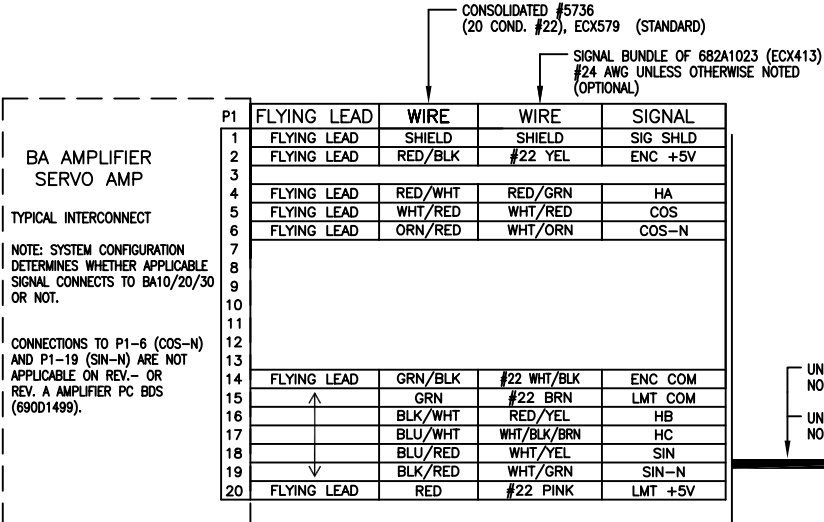 CONSOLIDATED #5736
(20 COND. #22), ECX579 (STANDARD)
SIGNAL BUNDLE OF 682A1023 (ECX413)
#24 AWG UNLESS OTHERWISE NOTED
(OPTIONAL)
BA AMPLIFIER
SERVO AMP
TYPICAL INTERCONNECT
NOTE: SYSTEM CONFIGURATION
DETERMINES WHETHER APPLICABLE
SIGNAL CONNECTS TO BA10/20/30
OR NOT.
CONNECTIONS TO P1-6 (COS-N)
AND P1-19 (SIN-N) ARE NOT
APPLICABLE ON REV.- OR
REV. A AMPLIFIER PC BDS
(690D1499).
P1 FLYING LEAD WIRE WIRE SIGNAL
1 FLYING LEAD SHIELD SHIELD SIG SHLD
2 FLYING LEAD RED/BLK #22 YEL ENC +5V
3
4 FLYING LEAD RED/WHT RED/GRN HA
5 FLYING LEAD WHT/RED WHT/RED COS
6 FLYING LEAD ORN/RED WHT/ORN COS-N
7
8
9
10
11
12
13
14 FLYING LEAD GRN/BLK #22 WHT/BLK ENC COM
15 GRN #22 BRN LMT COM
16 BLK/WHT RED/YEL HB
17 BLU/WHT WHT/BLK/BRN HC
18 BLU/RED WHT/YEL SIN
19 BLK/RED WHT/GRN SIN-N
20 FLYING LEAD RED #22 PINK LMT +5V
UN
NO
UN
NO